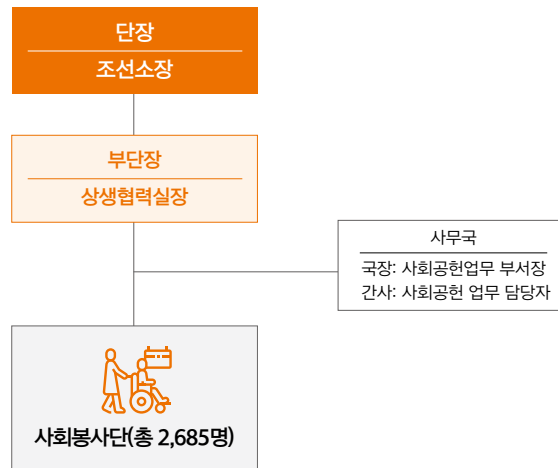 단장
조선소장
부단장
상생협력실장
사무국
국장: 사회공헌업무 부서장
간사: 사회공헌 업무 담당자
사회봉사단(총 2,685명)